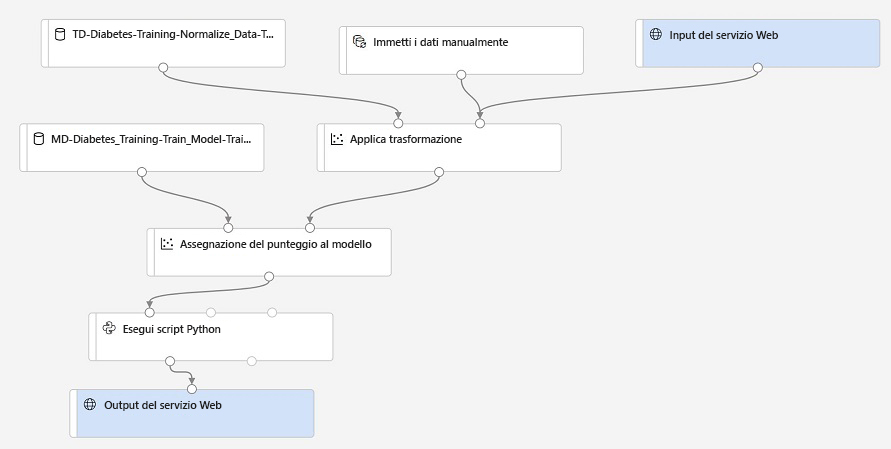 TD-Diabetes-Training-Normalize_Data-T...
Immetti i dati manualmente
Input del servizio Web
MD-Diabetes_Training-Train_Model-Trai...
Applica trasformazione
Assegnazione del punteggio al modello
Esegui script Python
Output del servizio Web